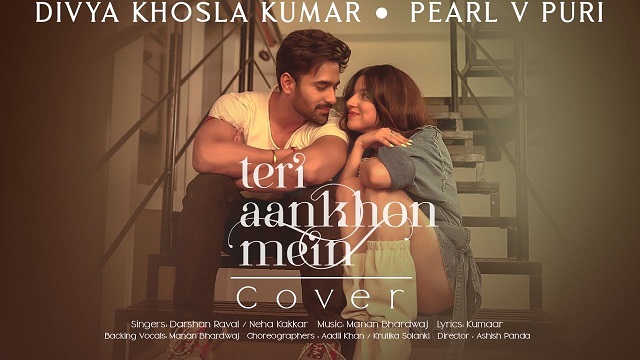 DIVYA KHOSLA KUMAR • PEARL V PURI
teri
aankhon
mein
Cover
Singers: Darshan Raval / Neha Kakkar Music: Manan Bhardwaj Lyrics: Kumaar
Backing Vocals: Manan Bhardwaj Choreographers : Aadil Khan / Krutika Solanki Director : Ashish Panda